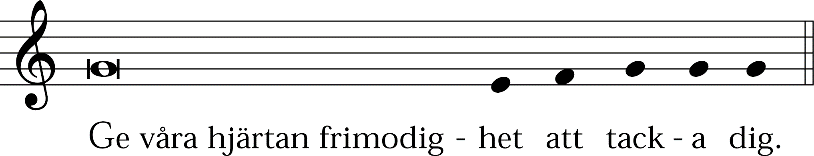 Ge våra hjärtan frimodig - het att tack - a dig.